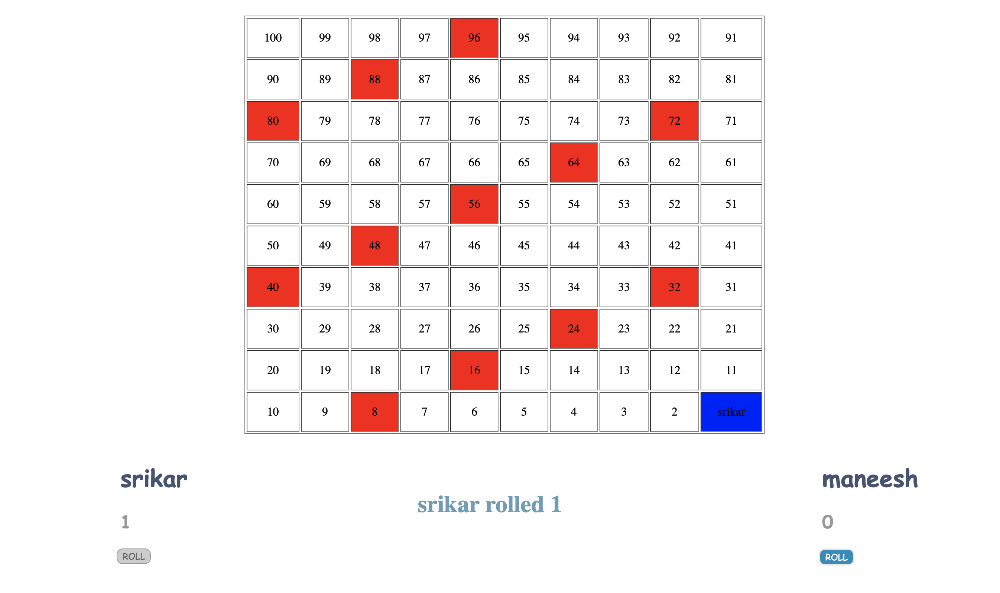 100 99 98 97 96 95 94 93 92 91
90 89 88 87 86 85 84 83 82 81
80 79 78 77 76 75 74 73 72 71
70 69 68 67 66 65 64 63 62 61
60 59 58 57 56 55 54 53 52 51
50 49 48 47 46 45 44 43 42 41
40 39 38 37 36 35 34 33 32 31
30 29 28 27 26 25 24 23 22 21
20 19 18 17 16 15 14 13 12 11
10 9 8 7 6 5 4 3 2 srikar
srikar
1
ROLL
srikar rolled 1
maneesh
0
ROLL